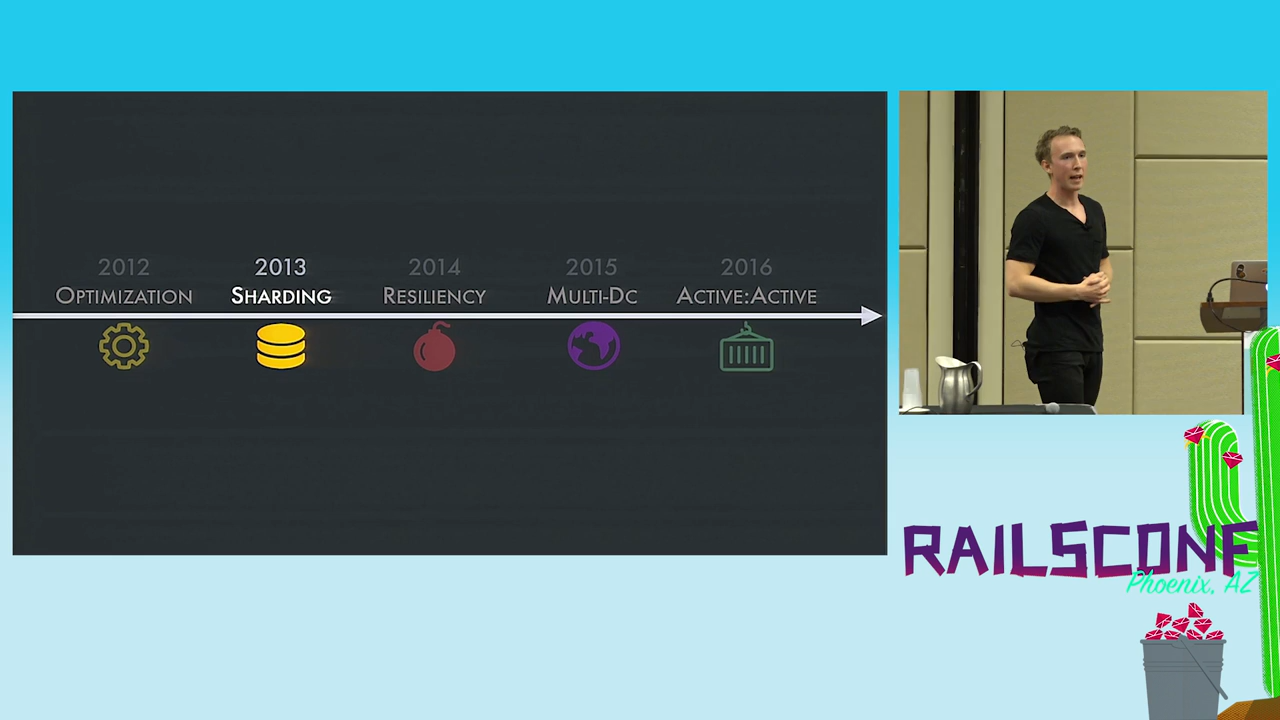 2012 2013 2014 2015 2016
OPTIMIZATION SHARDING RESILIENCY MULTI-DC ACTIVE:ACTIVE
RAILSCONF
Phoenix, AZ